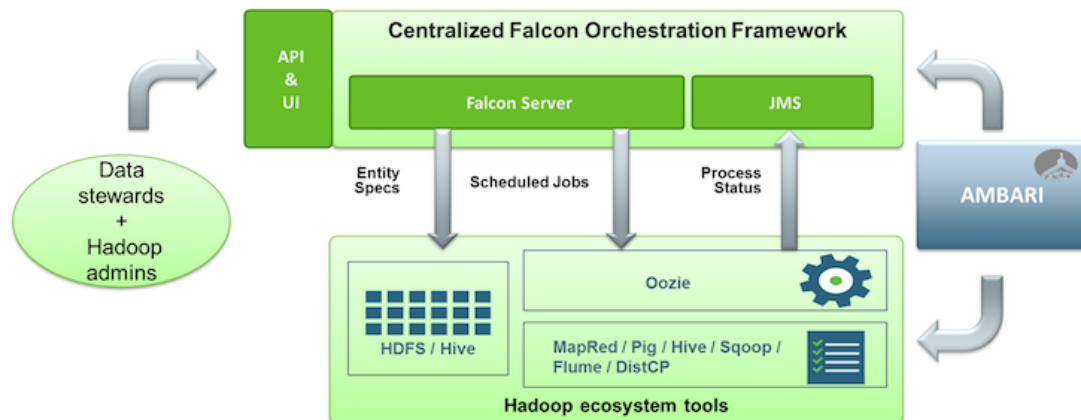 Centralized Falcon Orchestration Framework
API
&
UI
Falcon Server
JMS
Data
stewards
+
Hadoop
admins
Entity
Specs
Scheduled Jobs
Process
Status
AMBARI
Oozie
HDFS / Hive
MapRed / Pig / Hive / Sqoop /
Flume / DistCP
Hadoop ecosystem tools